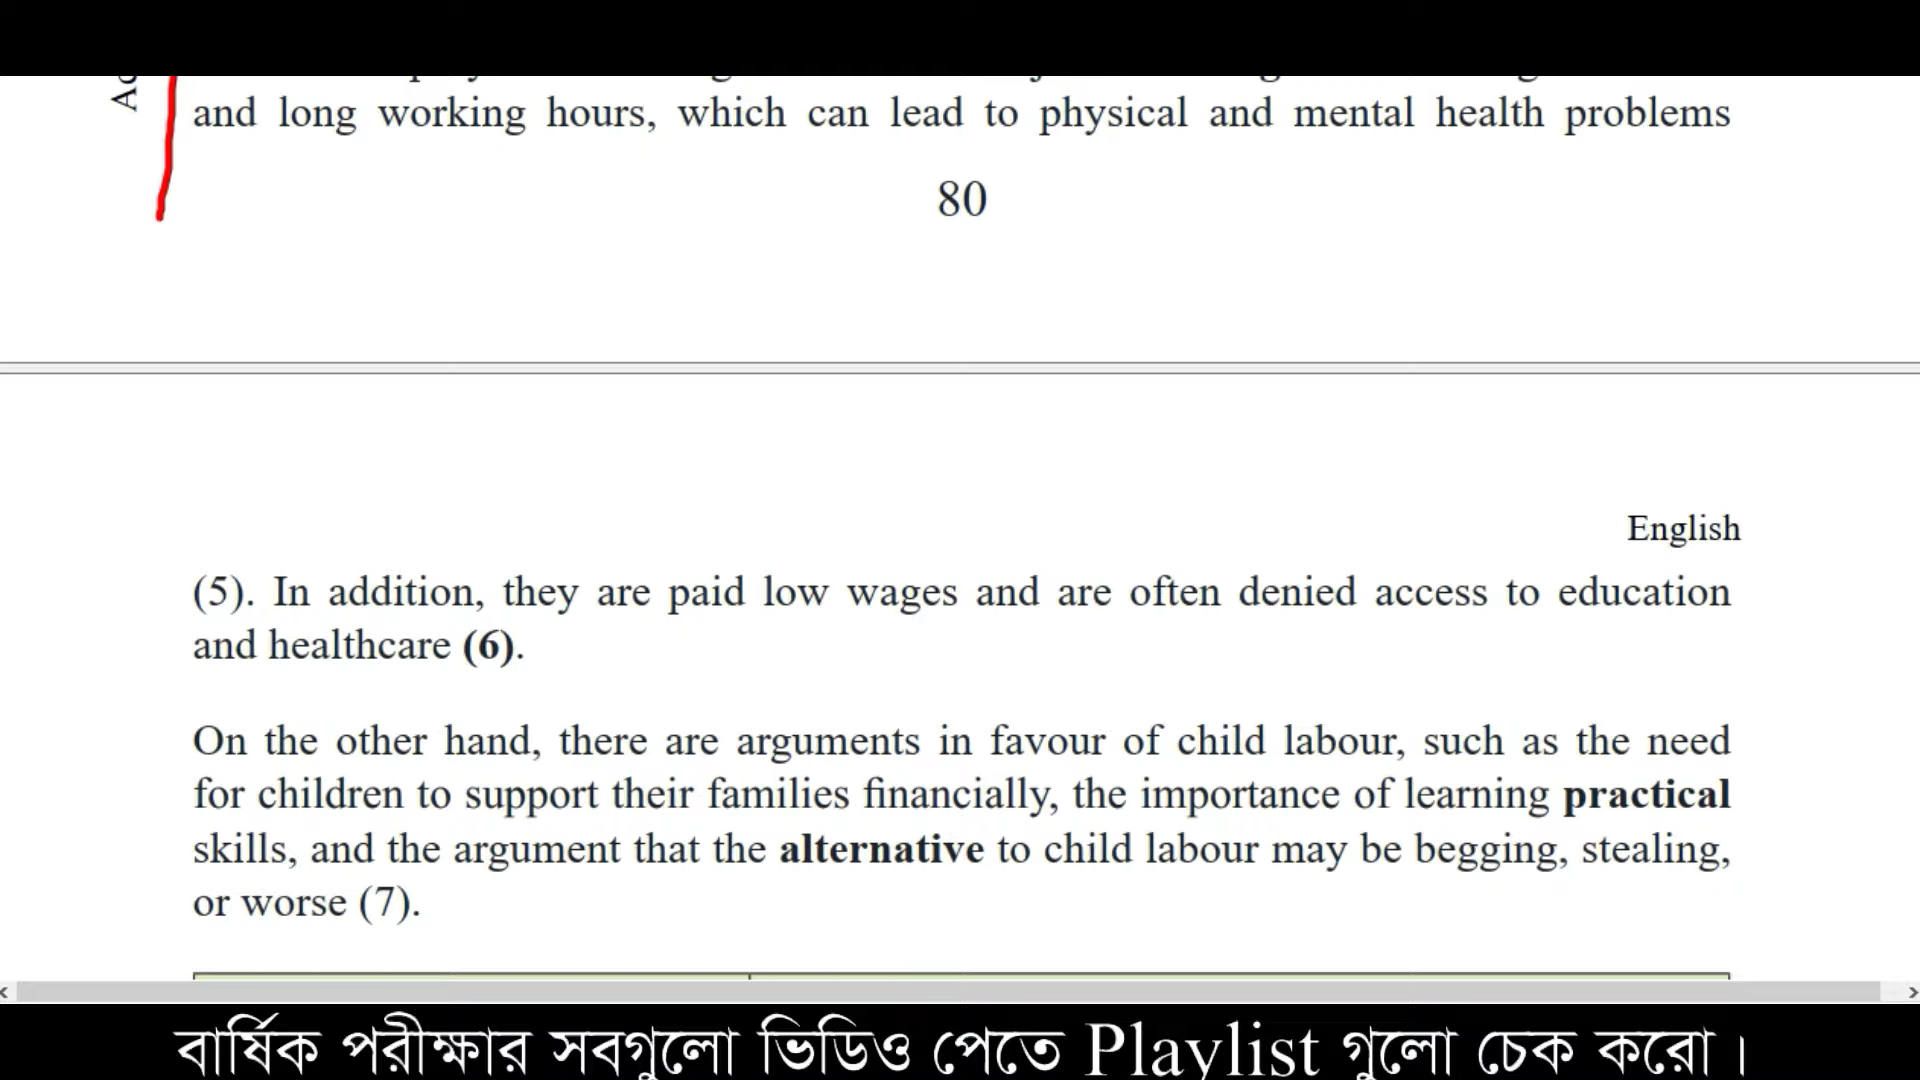 Ac
and long working hours, which can lead to physical and mental health problems
80
English
(5). In addition, they are paid low wages and are often denied access to education
and healthcare (6).
On the other hand, there are arguments in favour of child labour, such as the need
for children to support their families financially, the importance of learning practical
skills, and the argument that the alternative to child labour may be begging, stealing,
or worse (7).
বার্ষিক পরীক্ষার সবগুলো ভিডিও পেতে Playlist গুলো চেক করো।